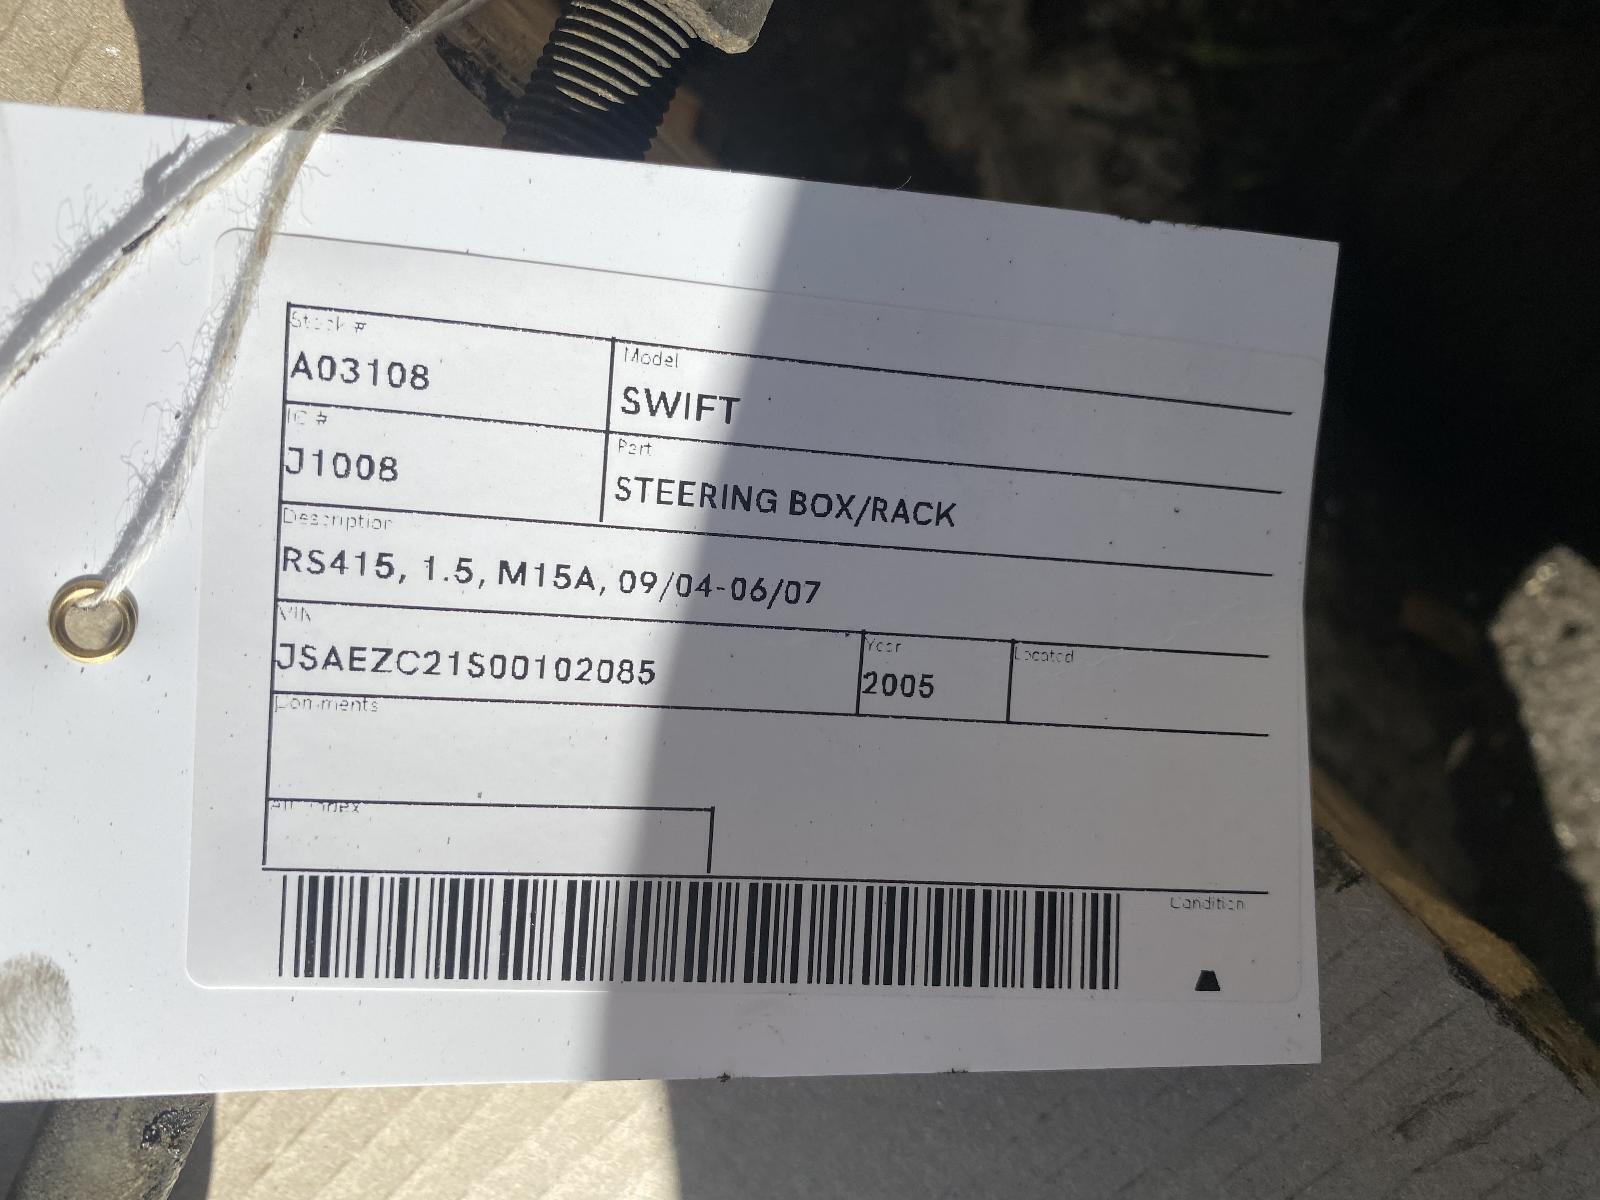 Stock #
A03108
Model
SWIFT
IC #
J1008
Part
STEERING BOX/RACK
Description
RS415, 1.5, M15A, 09/04-06/07
VIN
JSAEZC21S00102085
Year
2005
Located
Comments
Condition